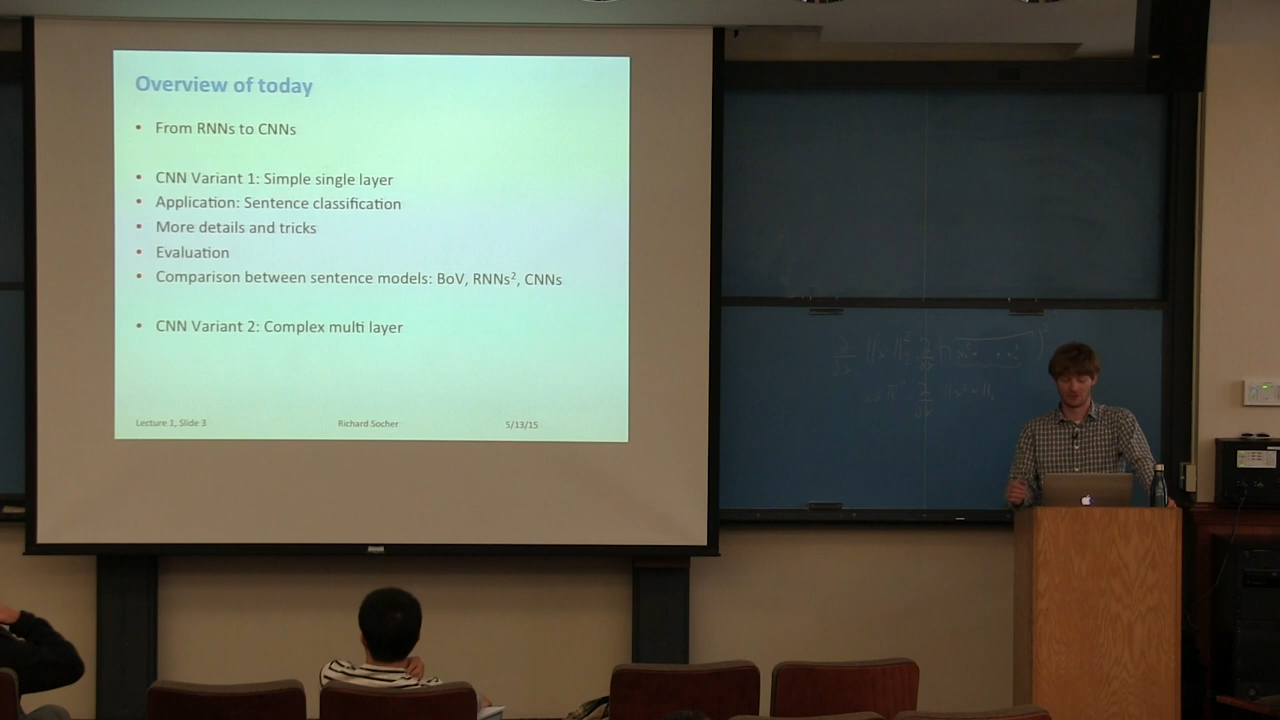 Overview of today
• From RNNs to CNNs
• CNN Variant 1: Simple single layer
• Application: Sentence classification
• More details and tricks
• Evaluation
• Comparison between sentence models: BoV, RNNs², CNNs
• CNN Variant 2: Complex multi layer
Lecture 1, Slide 3 Richard Socher 5/13/15